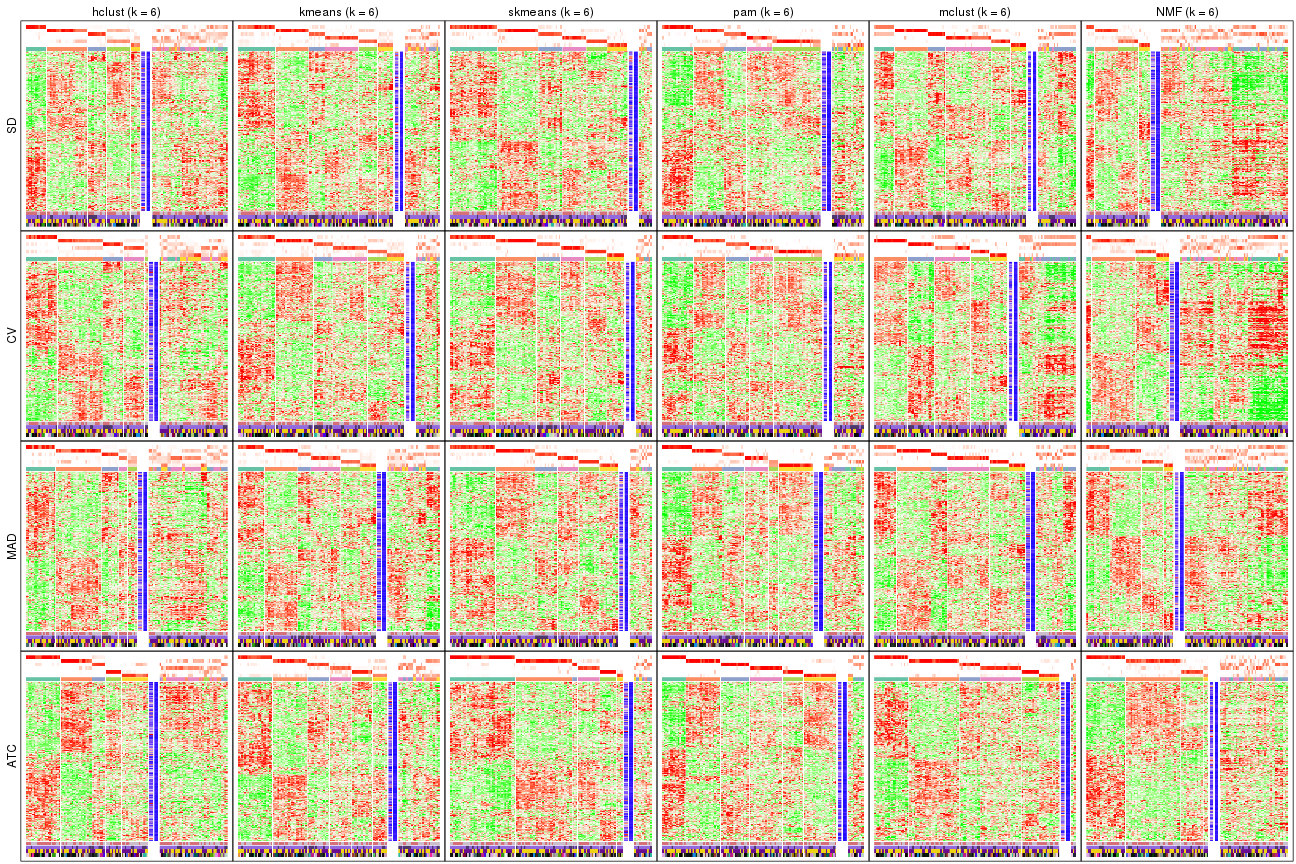 hclust (k = 6) kmeans (k = 6) skmeans (k = 6) pam (k = 6) mclust (k = 6) NMF (k = 6)
SD
CV
MAD
ATC